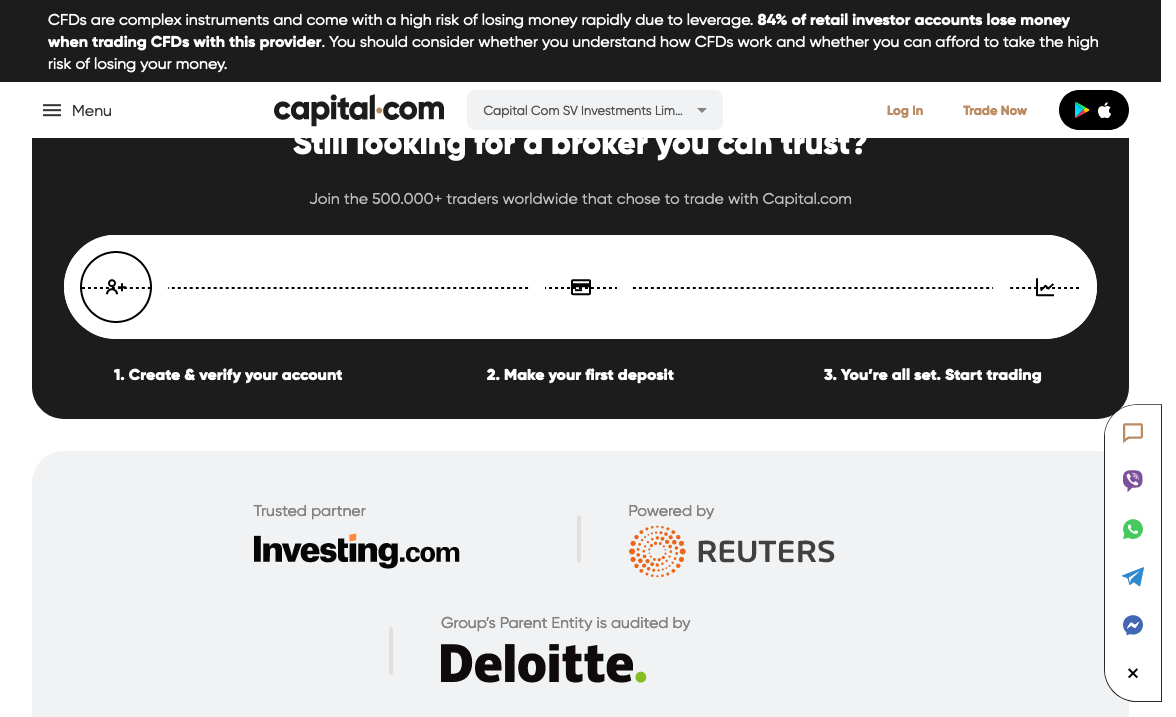 CFDs are complex instruments and come with a high risk of losing money rapidly due to leverage. 84% of retail investor accounts lose money
when trading CFDs with this provider. You should consider whether you understand how CFDs work and whether you can afford to take the high
risk of losing your money.
Menu
capital.com
Capital Com SV Investments Lim...
Log In
Trade Now
Still looking for a broker you can trust?
Join the 500.000+ traders worldwide that chose to trade with Capital.com
1. Create & verify your account
2. Make your first deposit
3. You’re all set. Start trading
Trusted partner
Investing.com
Powered by
REUTERS
Group’s Parent Entity is audited by
Deloitte.